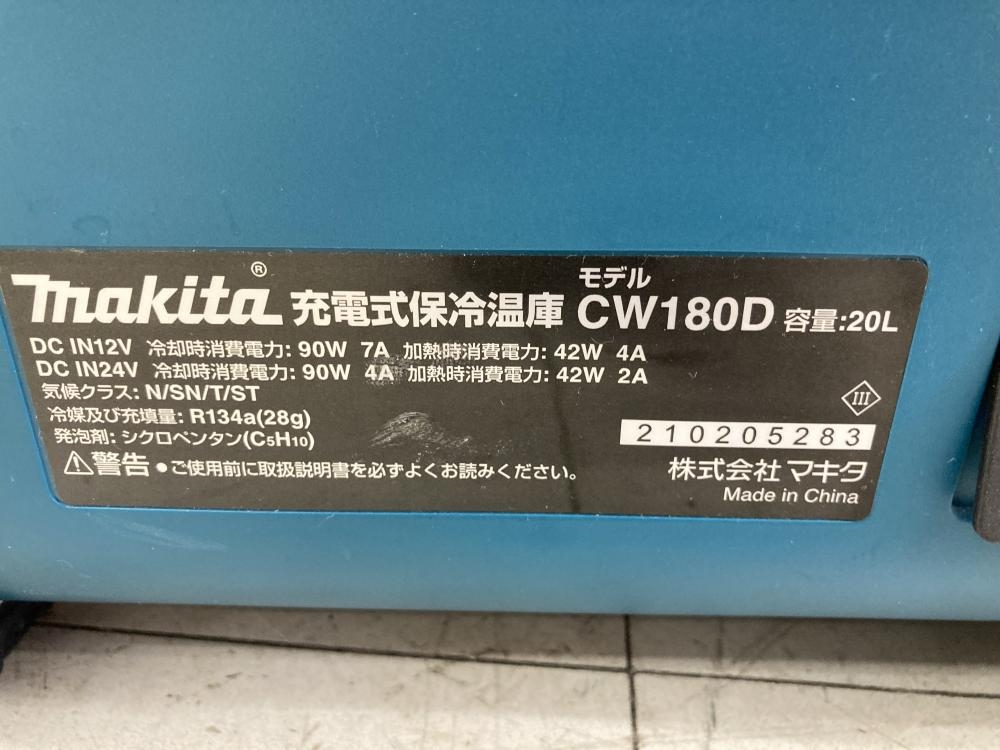 makita® 充電式保冷温庫 モデル CW180D 容量:20L
DC IN12V 冷却時消費電力: 90W 7A 加熱時消費電力: 42W 4A
DC IN24V 冷却時消費電力: 90W 4A 加熱時消費電力: 42W 2A
気候クラス: N/SN/T/ST
冷媒及び充填量: R134a(28g)
III
発泡剤: シクロペンタン(C5H10)
210205283
⚠警告 ●ご使用前に取扱説明書を必ずよくお読みください。
株式会社 マキタ
Made in China